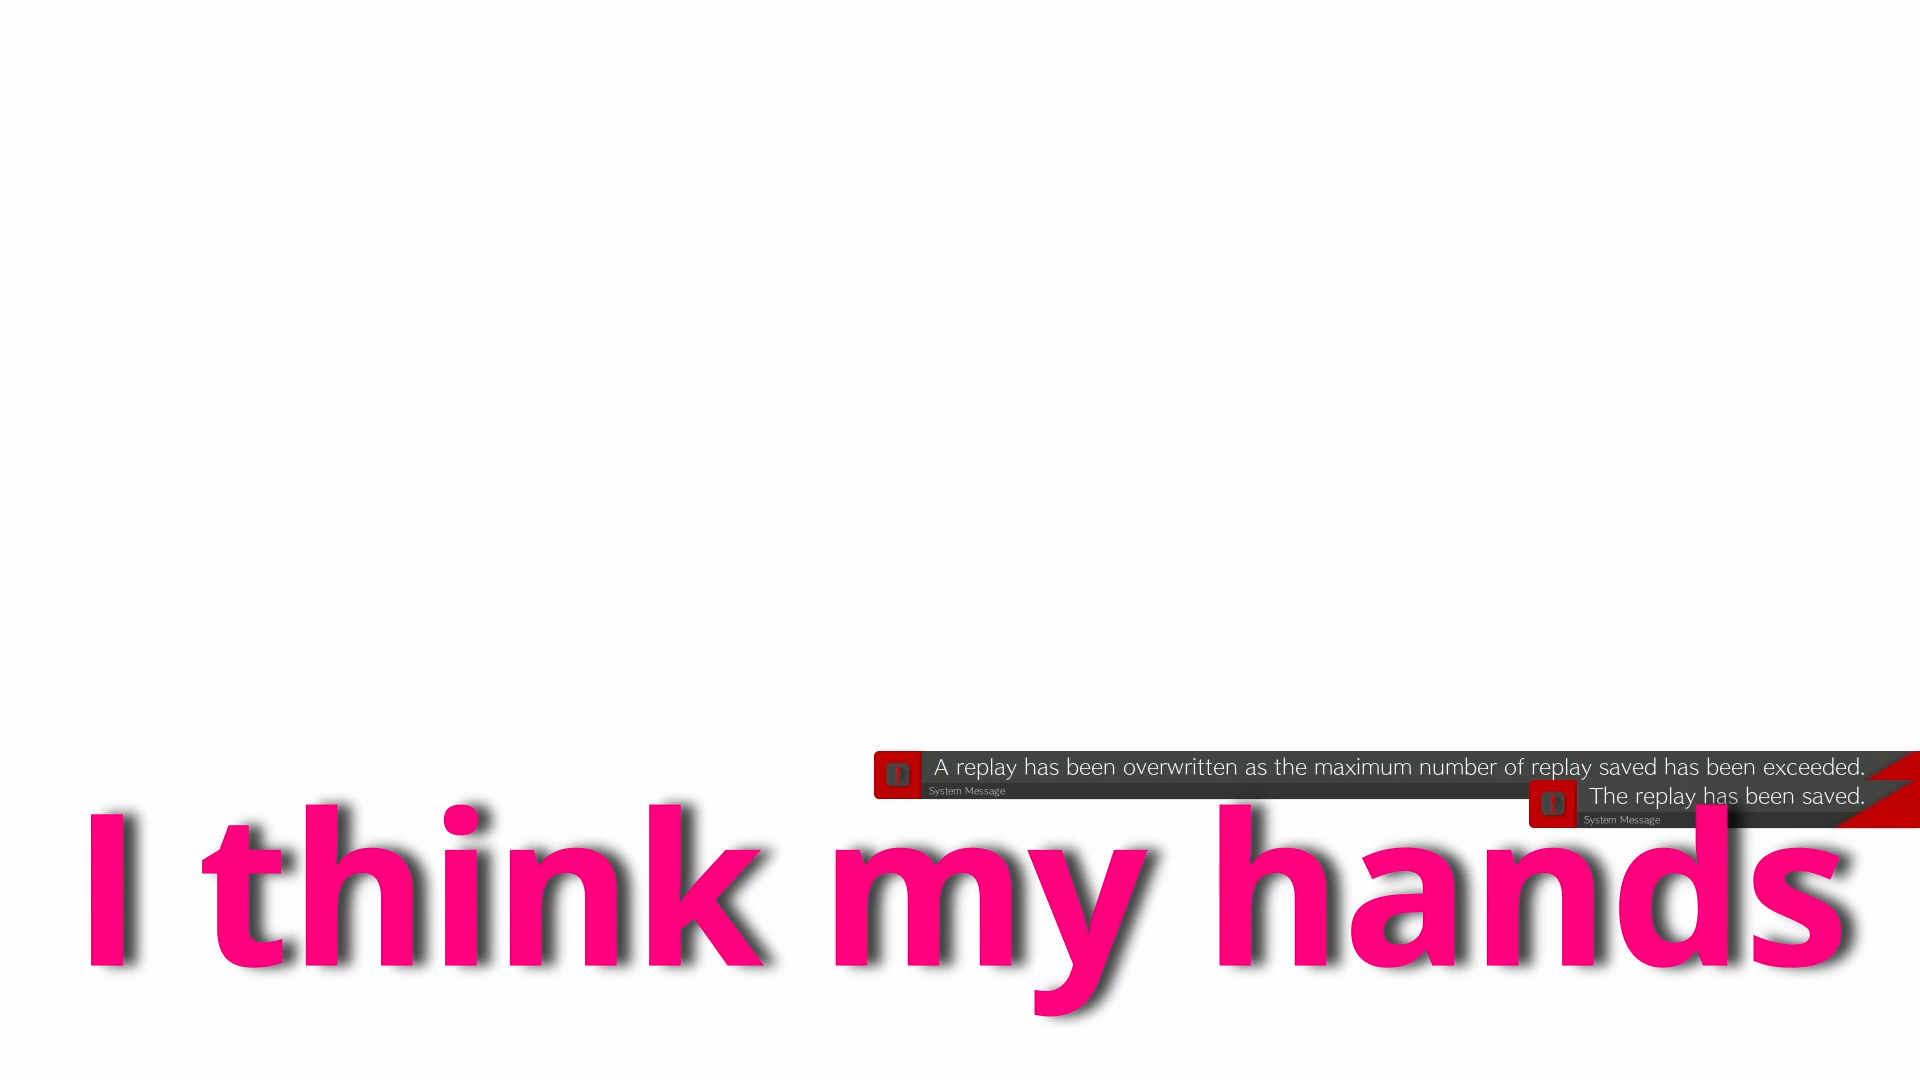 A replay has been overwritten as the maximum number of replay saved has been exceeded.
System Message
The replay has been saved.
System Message
I think my hands